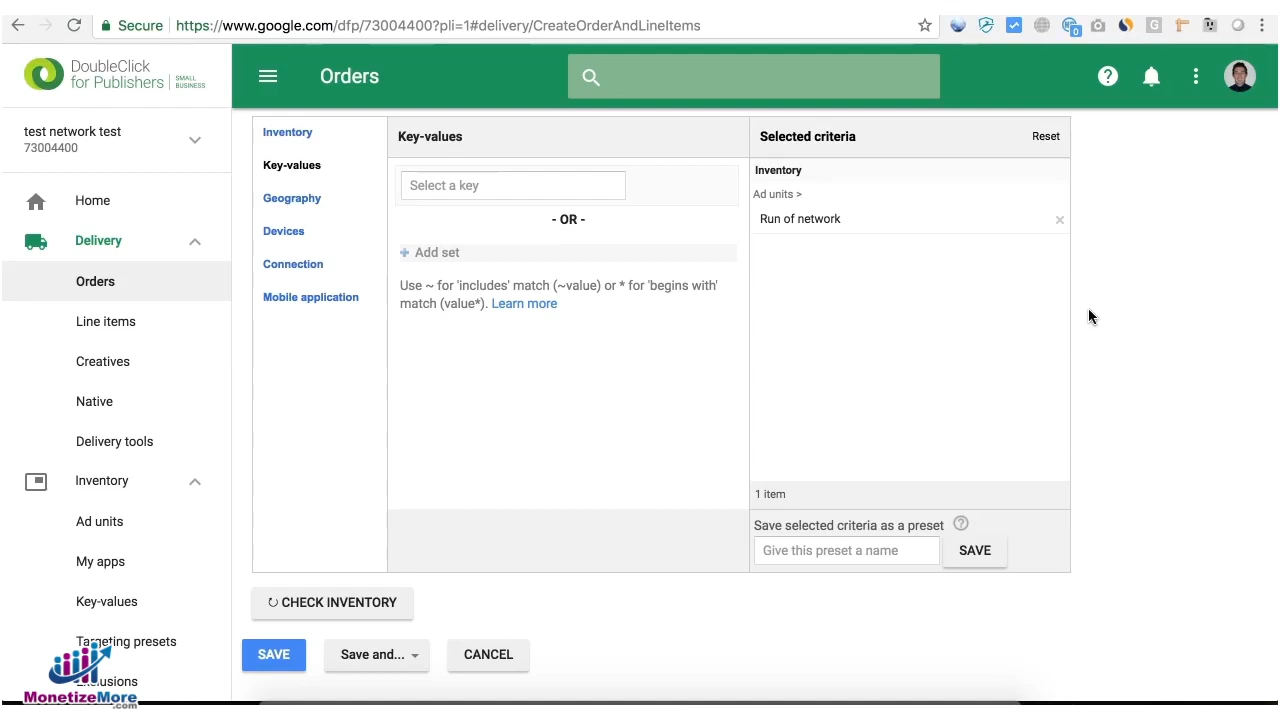 Secure https://www.google.com/dfp/73004400?pli=1#delivery/CreateOrderAndLineItems
0
G
DoubleClick
for Publishers
SMALL
BUSINESS
Orders
test network test
73004400
Home
Delivery
Orders
Line items
Creatives
Native
Delivery tools
Inventory
Ad units
My apps
Key-values
Targeting presets
Exclusions
MonetizeMore
.com
Inventory
Key-values
Geography
Devices
Connection
Mobile application
Key-values
Select a key
- OR -
+ Add set
Use ~ for 'includes' match (~value) or * for 'begins with'
match (value*). Learn more
Selected criteria Reset
Inventory
Ad units >
Run of network
1 item
Save selected criteria as a preset
Give this preset a name SAVE
CHECK INVENTORY
SAVE Save and... CANCEL